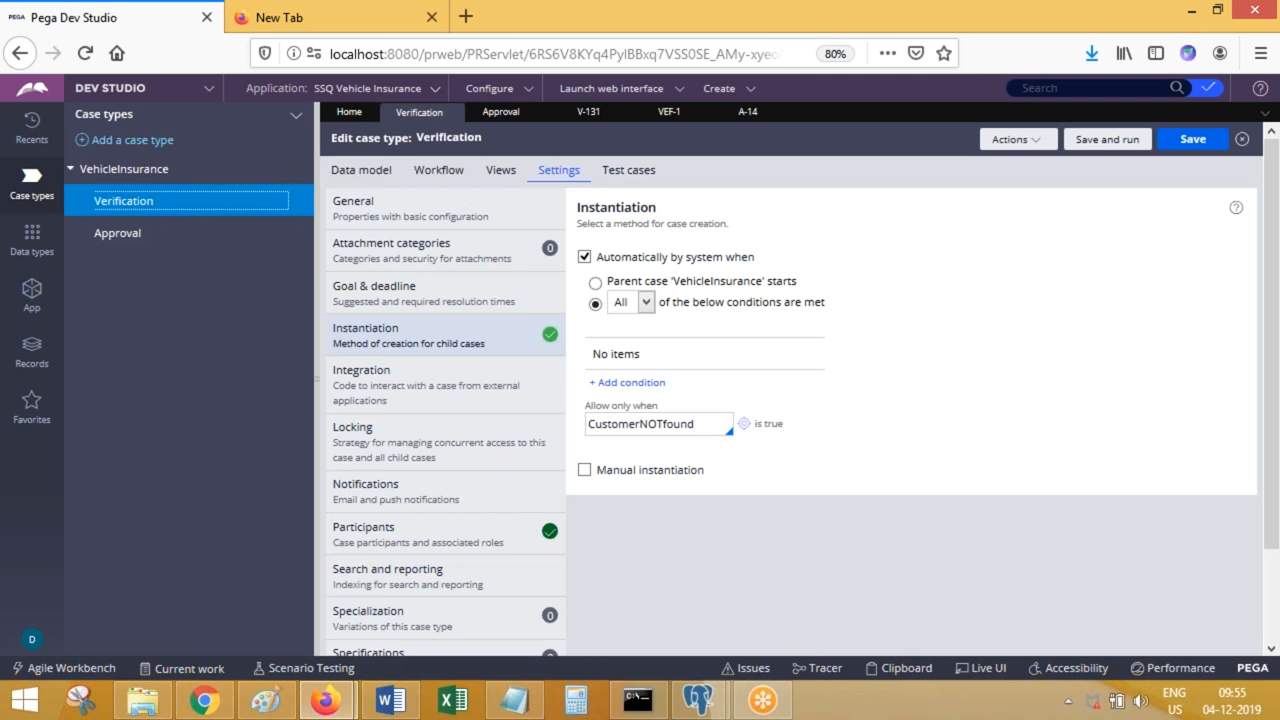 PEGA Pega Dev Studio
New Tab
localhost:8080/prweb/PRServlet/6RS6V8KYq4PylBBxq7VSS0SE_AMy-xyeo
80%
DEV STUDIO
Application: SSQ Vehicle Insurance
Configure
Launch web interface
Create
Search
Recents
Case types
Data types
App
Records
Favorites
D
Case types
Add a case type
VehicleInsurance
Verification
Approval
Home
Verification
Approval
V-131
VEF-1
A-14
Edit case type: Verification
Actions
Save and run
Save
Data model
Workflow
Views
Settings
Test cases
General
Properties with basic configuration
Attachment categories
Categories and security for attachments
0
Goal & deadline
Suggested and required resolution times
Instantiation
Method of creation for child cases
Integration
Code to interact with a case from external
applications
Locking
Strategy for managing concurrent access to this
case and all child cases
Notifications
Email and push notifications
Participants
Case participants and associated roles
Search and reporting
Indexing for search and reporting
Specialization
Variations of this case type
0
Specifications
Instantiation
Select a method for case creation.
Automatically by system when
Parent case 'VehicleInsurance' starts
All of the below conditions are met
No items
+ Add condition
Allow only when
CustomerNOTfound is true
Manual instantiation
Agile Workbench
Current work
Scenario Testing
Issues
Tracer
Clipboard
Live UI
Accessibility
Performance
PEGA
ENG
US
09:55
04-12-2019